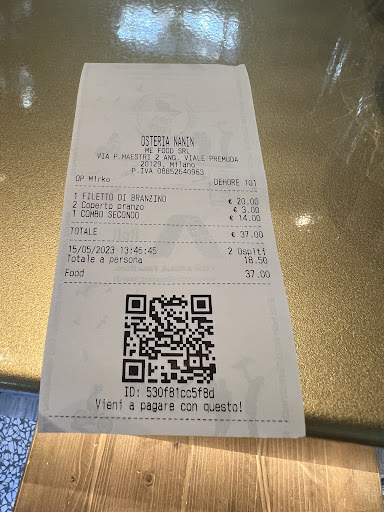 OSTERIA NANIN
ME FOOD SRL
VIA P.MAESTRI 2 ANG. VIALE PREMUDA
20129, Milano
P.IVA 08852640963
OP Mirko DEHORE 101
1 FILETTO DI BRANZINO € 20.00
2 Coperto pranzo € 3.00
1 COMBO SECONDO € 14.00
TOTALE € 37.00
15/05/2023 13:46:45 2 Ospiti
Totale a persona 18.50
Food 37.00
ID: 530f81cc5f8d
Vieni a pagare con questo!